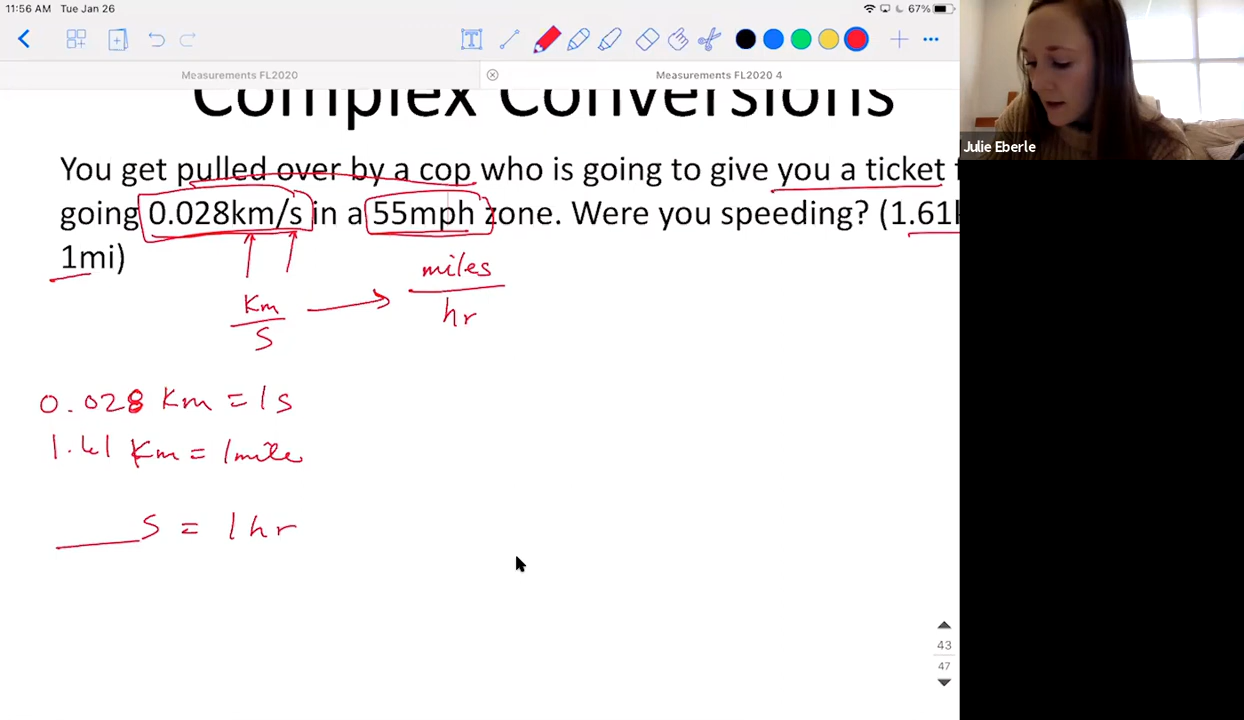 11:56 AM Tue Jan 26
67%
Measurements FL2020
Measurements FL2020 4
Complex Conversions
You get pulled over by a cop who is going to give you a ticket
going 0.028km/s in a 55mph zone. Were you speeding? (1.61
1mi)
Km
S
miles
hr
0.028 Km = 1s
1.61 Km = 1mile
____S = 1hr
43
47
Julie Eberle